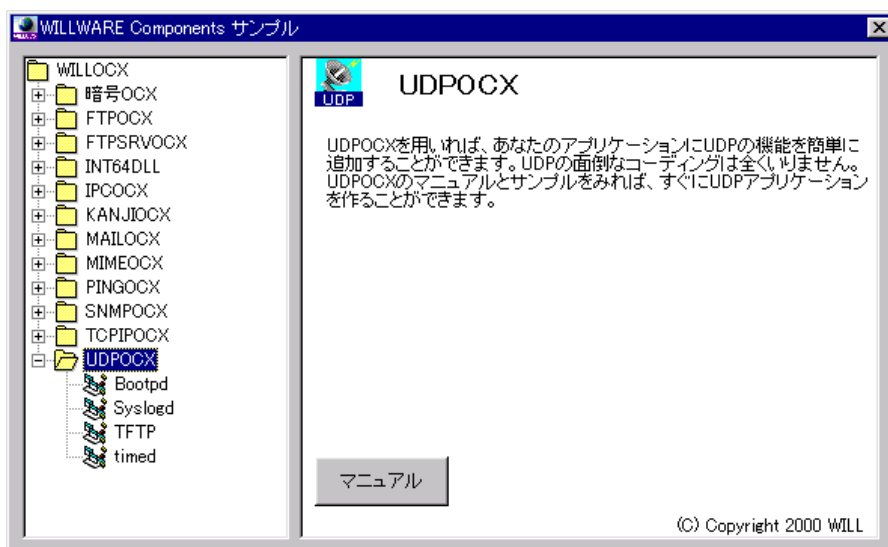 WILLWARE Components サンプル
WILLOCX
暗号OCX
FTPOCX
FTPSRVOCX
INT64DLL
IPCOCX
KANJIOCX
MAILOCX
MIMEOCX
PINGOCX
SNMPOCX
TCPIPOCX
UDPOCX
Bootpd
Syslogd
TFTP
timed
UDP
UDPOCX
UDPOCXを用いれば、あなたのアプリケーションにUDPの機能を簡単に
追加することができます。UDPの面倒なコーディングは全くいりません。
UDPOCXのマニュアルとサンプルをみれば、すぐにUDPアプリケーション
を作ることができます。
マニュアル
(C) Copyright 2000 WILL